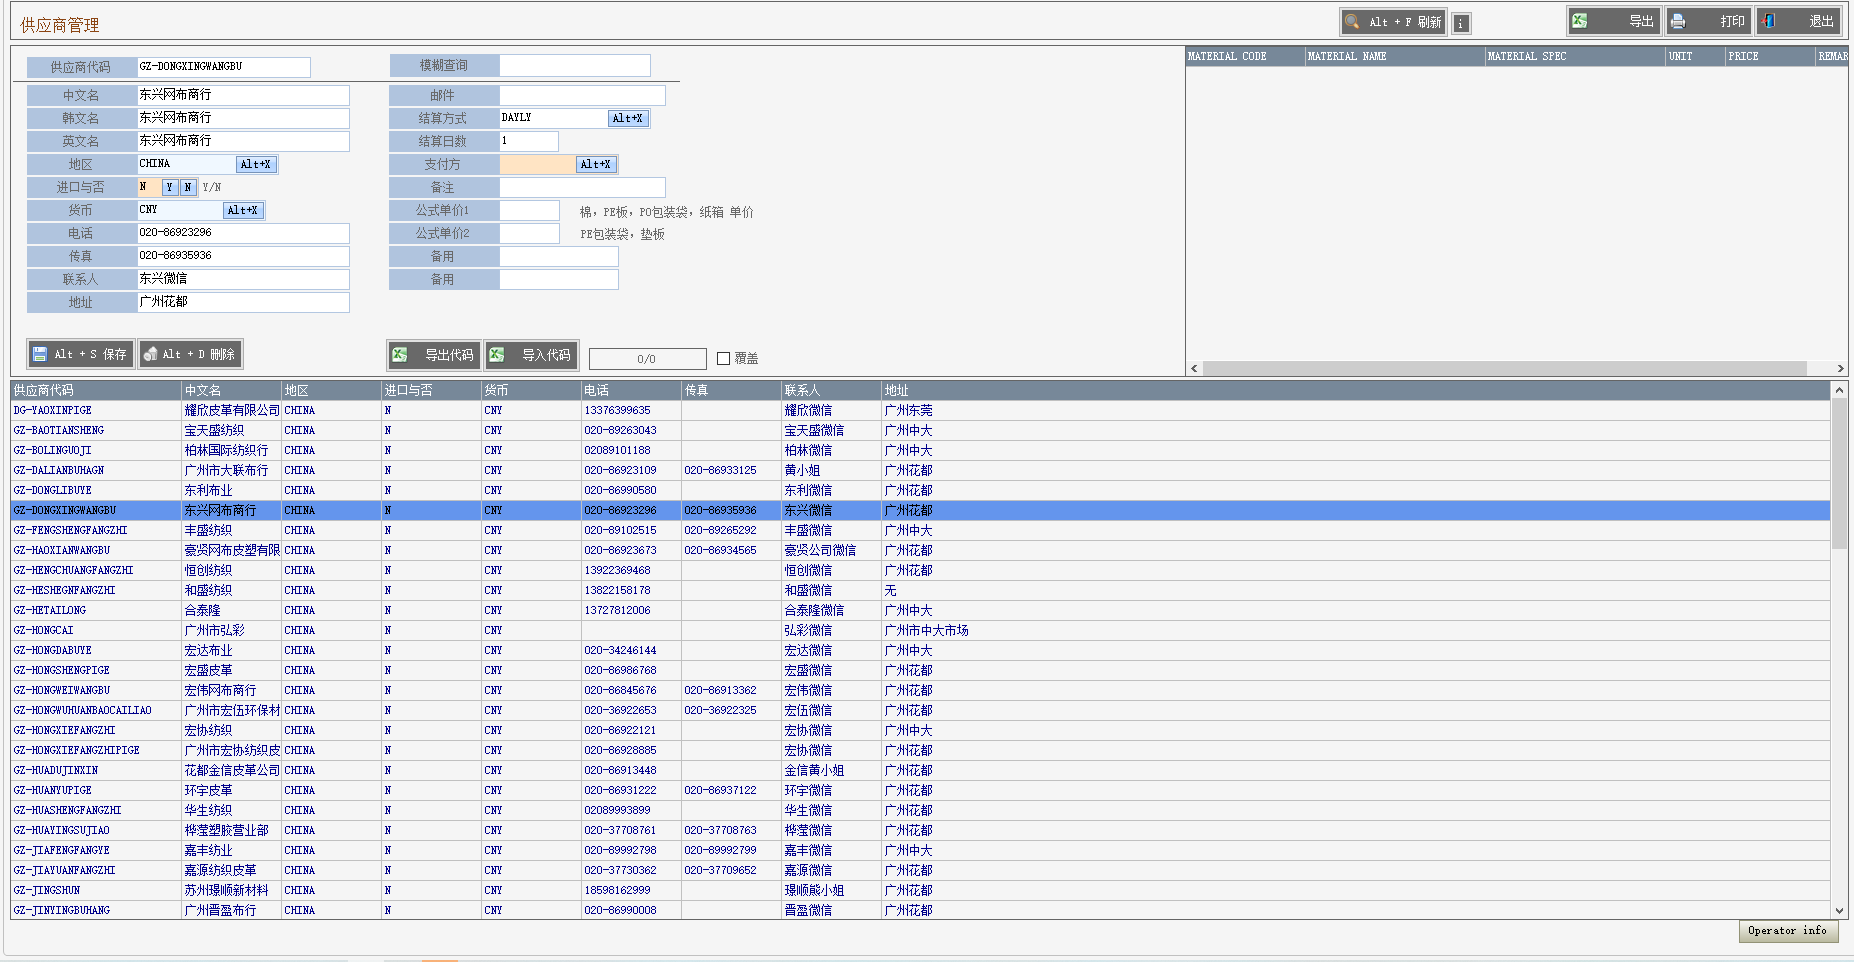 供应商管理
Alt + F 刷新
i
导出
打印
退出
供应商代码 GZ-DONGXINGWANGBU
模糊查询
中文名 东兴网布商行
邮件
韩文名 东兴网布商行
结算方式 DAYLY Alt+X
英文名 东兴网布商行
结算日数 1
地区 CHINA Alt+X
支付方 Alt+X
进口与否 N Y N Y/N
备注
货币 CNY Alt+X
公式单价1 棉，PE板，PO包装袋，纸箱 单价
电话 020-86923296
公式单价2 PE包装袋，垫板
传真 020-86935936
备用
联系人 东兴微信
备用
地址 广州花都
MATERIAL CODE MATERIAL NAME MATERIAL SPEC UNIT PRICE REMAR
Alt + S 保存
Alt + D 删除
导出代码
导入代码
0/0
覆盖
供应商代码 中文名 地区 进口与否 货币 电话 传真 联系人 地址
DG-YAOXINPIGE 耀欣皮革有限公司 CHINA N CNY 13376399635 耀欣微信 广州东莞
GZ-BAOTIANSHENG 宝天盛纺织 CHINA N CNY 020-89263043 宝天盛微信 广州中大
GZ-BOLINGUOJI 柏林国际纺织行 CHINA N CNY 02089101188 柏林微信 广州中大
GZ-DALIANBUHAGN 广州市大联布行 CHINA N CNY 020-86923109 020-86933125 黄小姐 广州花都
GZ-DONGLIBUYE 东利布业 CHINA N CNY 020-86990580 东利微信 广州花都
GZ-DONGXINGWANGBU 东兴网布商行 CHINA N CNY 020-86923296 020-86935936 东兴微信 广州花都
GZ-FENGSHENGFANGZHI 丰盛纺织 CHINA N CNY 020-89102515 020-89265292 丰盛微信 广州中大
GZ-HAOXIANWANGBU 豪贤网布皮塑有限 CHINA N CNY 020-86923673 020-86934565 豪贤公司微信 广州花都
GZ-HENGCHUANGFANGZHI 恒创纺织 CHINA N CNY 13922369468 恒创微信 广州花都
GZ-HESHEGNFANGZHI 和盛纺织 CHINA N CNY 13822158178 和盛微信 无
GZ-HETAILONG 合泰隆 CHINA N CNY 13727812006 合泰隆微信 广州中大
GZ-HONGCAI 广州市弘彩 CHINA N CNY 弘彩微信 广州市中大市场
GZ-HONGDABUYE 宏达布业 CHINA N CNY 020-34246144 宏达微信 广州中大
GZ-HONGSHENGPIGE 宏盛皮革 CHINA N CNY 020-86986768 宏盛微信 广州花都
GZ-HONGWEIWANGBU 宏伟网布商行 CHINA N CNY 020-86845676 020-86913362 宏伟微信 广州花都
GZ-HONGWUHUANBAOCAILIAO 广州市宏伍环保材 CHINA N CNY 020-36922653 020-36922325 宏伍微信 广州花都
GZ-HONGXIEFANGZHI 宏协纺织 CHINA N CNY 020-86922121 宏协微信 广州中大
GZ-HONGXIEFANGZHIPIGE 广州市宏协纺织皮 CHINA N CNY 020-86928885 宏协微信 广州花都
GZ-HUADUJINXIN 花都金信皮革公司 CHINA N CNY 020-86913448 金信黄小姐 广州花都
GZ-HUANYUPIGE 环宇皮革 CHINA N CNY 020-86931222 020-86937122 环宇微信 广州花都
GZ-HUASHENGFANGZHI 华生纺织 CHINA N CNY 02089993899 华生微信 广州花都
GZ-HUAYINGSUJIAO 桦滢塑胶营业部 CHINA N CNY 020-37708761 020-37708763 桦滢微信 广州花都
GZ-JIAFENGFANGYE 嘉丰纺业 CHINA N CNY 020-89992798 020-89992799 嘉丰微信 广州中大
GZ-JIAYUANFANGZHI 嘉源纺织皮革 CHINA N CNY 020-37730362 020-37709652 嘉源微信 广州花都
GZ-JINGSHUN 苏州璟顺新材料 CHINA N CNY 18598162999 璟顺熊小姐 广州花都
GZ-JINYINGBUHANG 广州晋盈布行 CHINA N CNY 020-86990008 晋盈微信 广州花都
Operator info